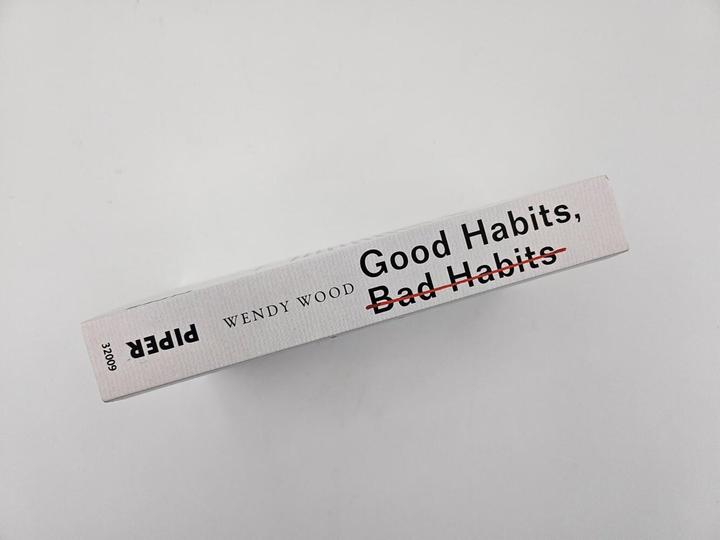 Good Habits,
Bad Habits
WENDY WOOD
PIPER
32009